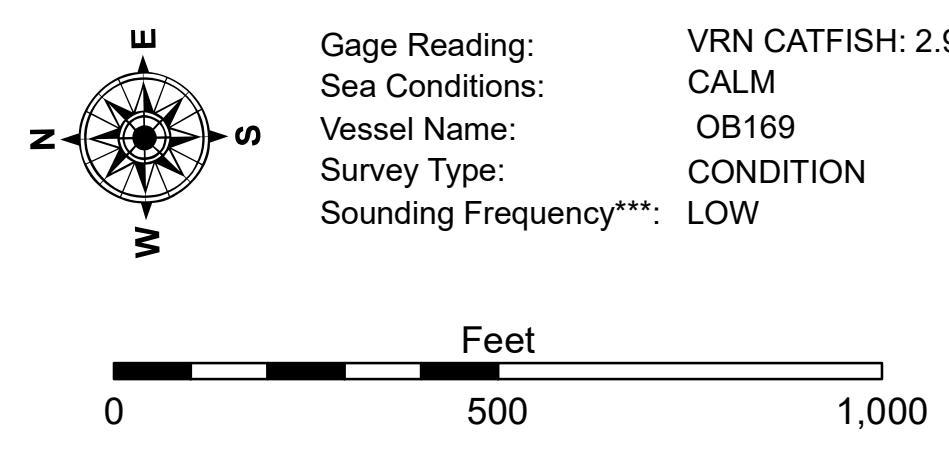 E
N
S
W
Gage Reading: VRN CATFISH: 2.9
Sea Conditions: CALM
Vessel Name: OB169
Survey Type: CONDITION
Sounding Frequency***: LOW
Feet
0 500 1,000